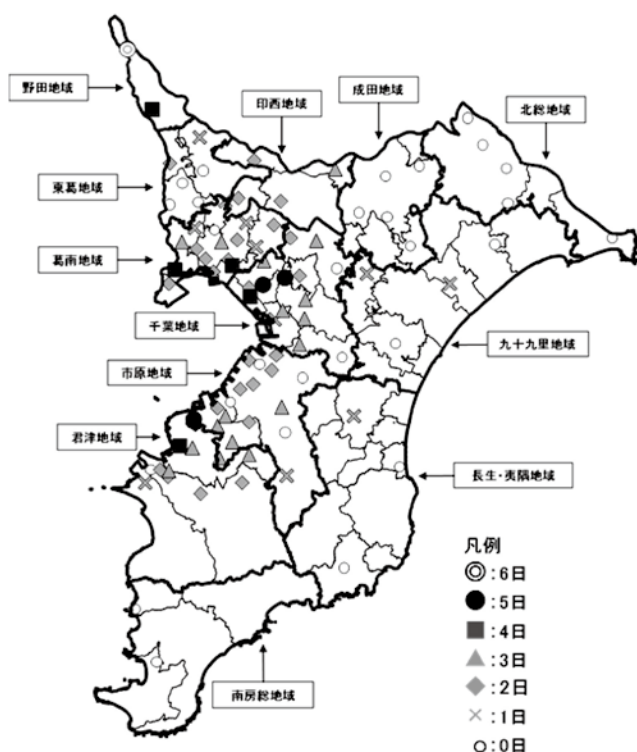 野田地域
印西地域
成田地域
北総地域
東葛地域
葛南地域
千葉地域
市原地域
九十九里地域
君津地域
長生・夷隅地域
南房総地域
凡例
◎:6日
●:5日
■:4日
▲:3日
◆:2日
×:1日
○:0日